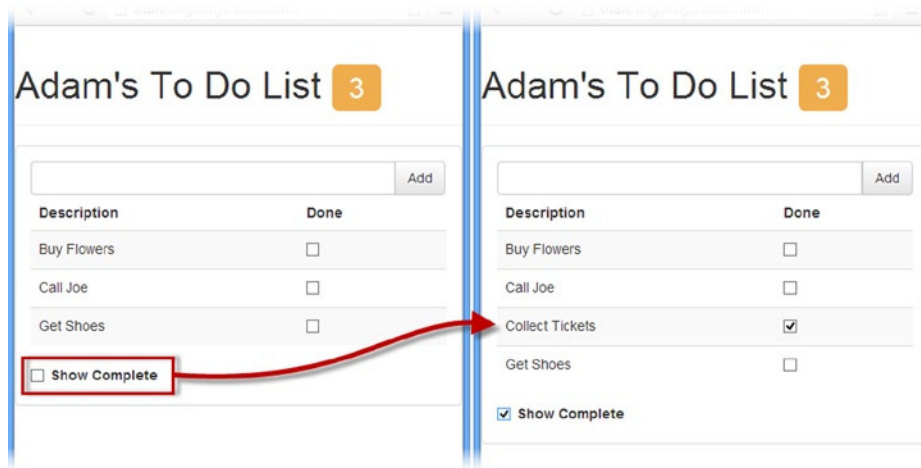 Adam's To Do List 3
Add
Description Done
Buy Flowers
Call Joe
Get Shoes
Show Complete
Adam's To Do List 3
Add
Description Done
Buy Flowers
Call Joe
Collect Tickets
Get Shoes
Show Complete